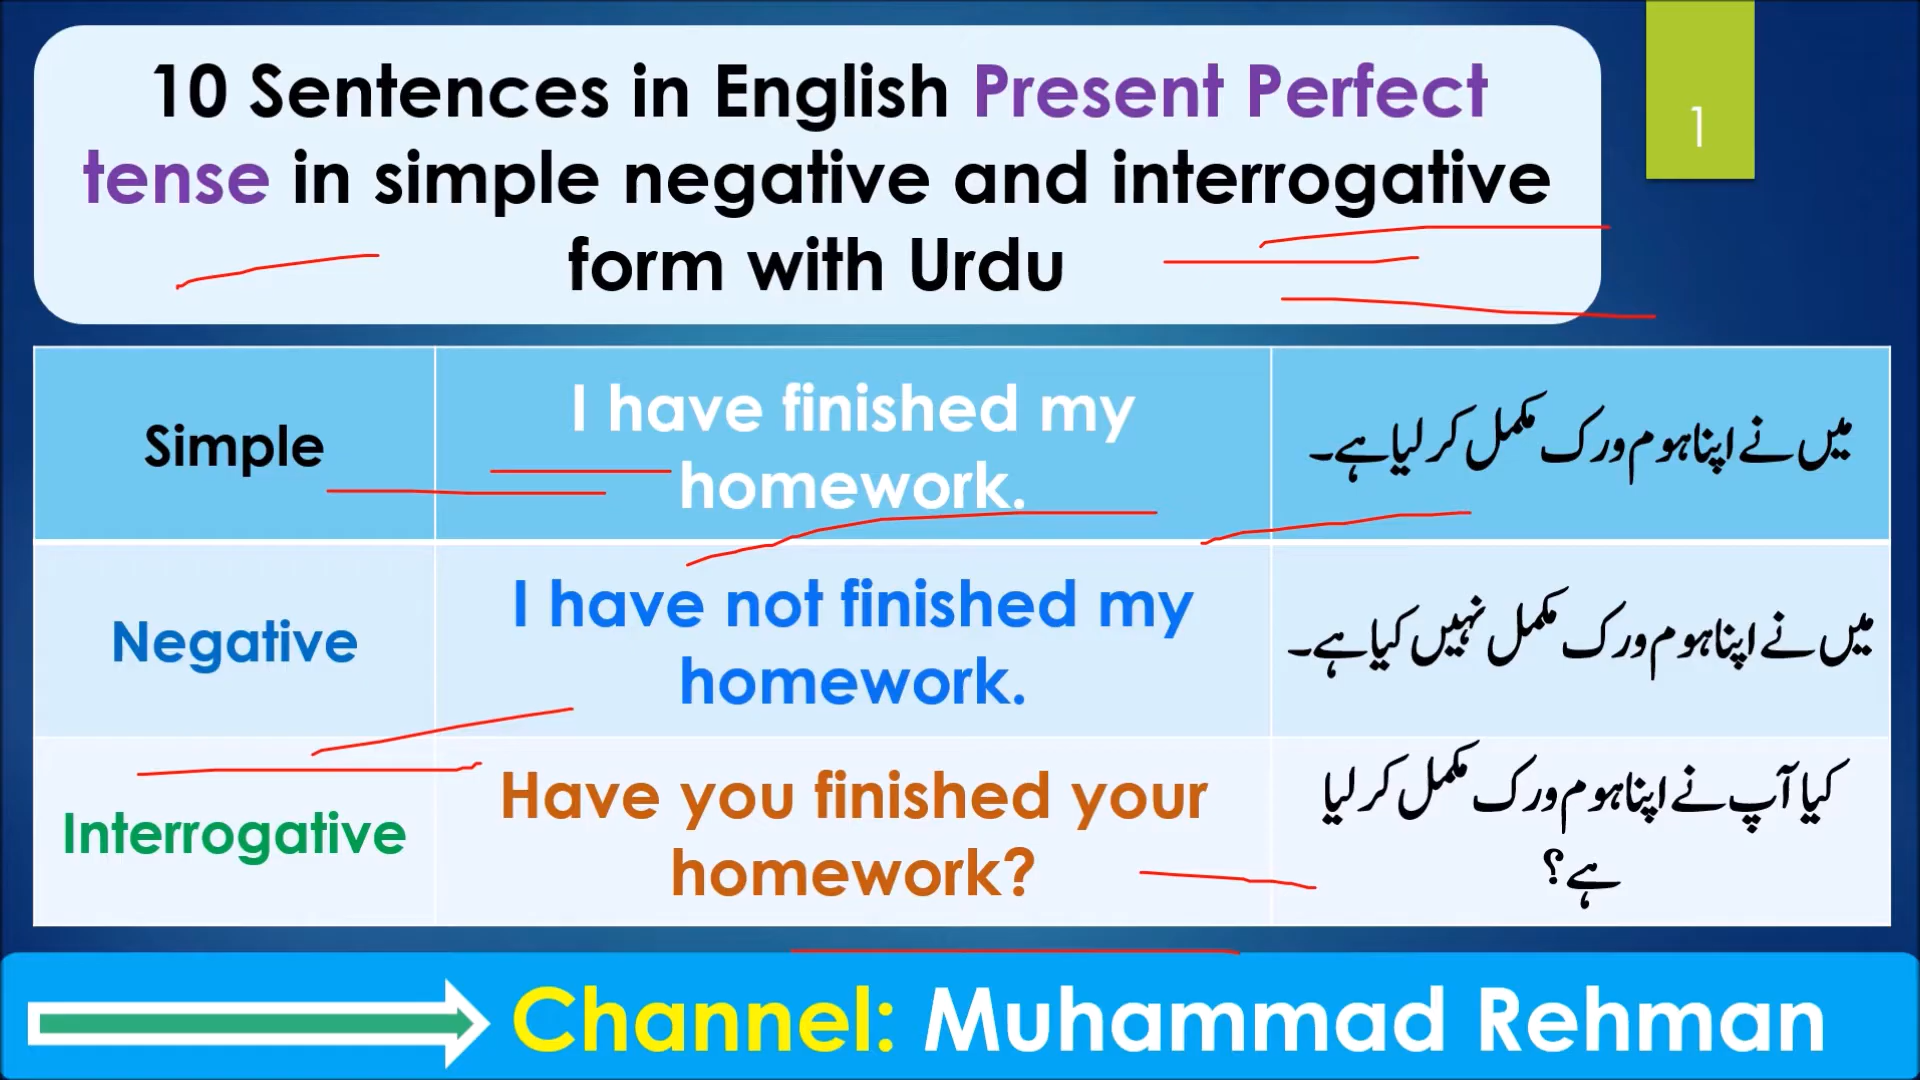 10 Sentences in English Present Perfect
tense in simple negative and interrogative
form with Urdu
1
Simple
I have finished my
homework.
میں نے اپنا ہوم ورک مکمل کر لیا ہے۔
Negative
I have not finished my
homework.
میں نے اپنا ہوم ورک مکمل نہیں کیا ہے۔
Interrogative
Have you finished your
homework?
کیا آپ نے اپنا ہوم ورک مکمل کر لیا
ہے؟
Channel: Muhammad Rehman